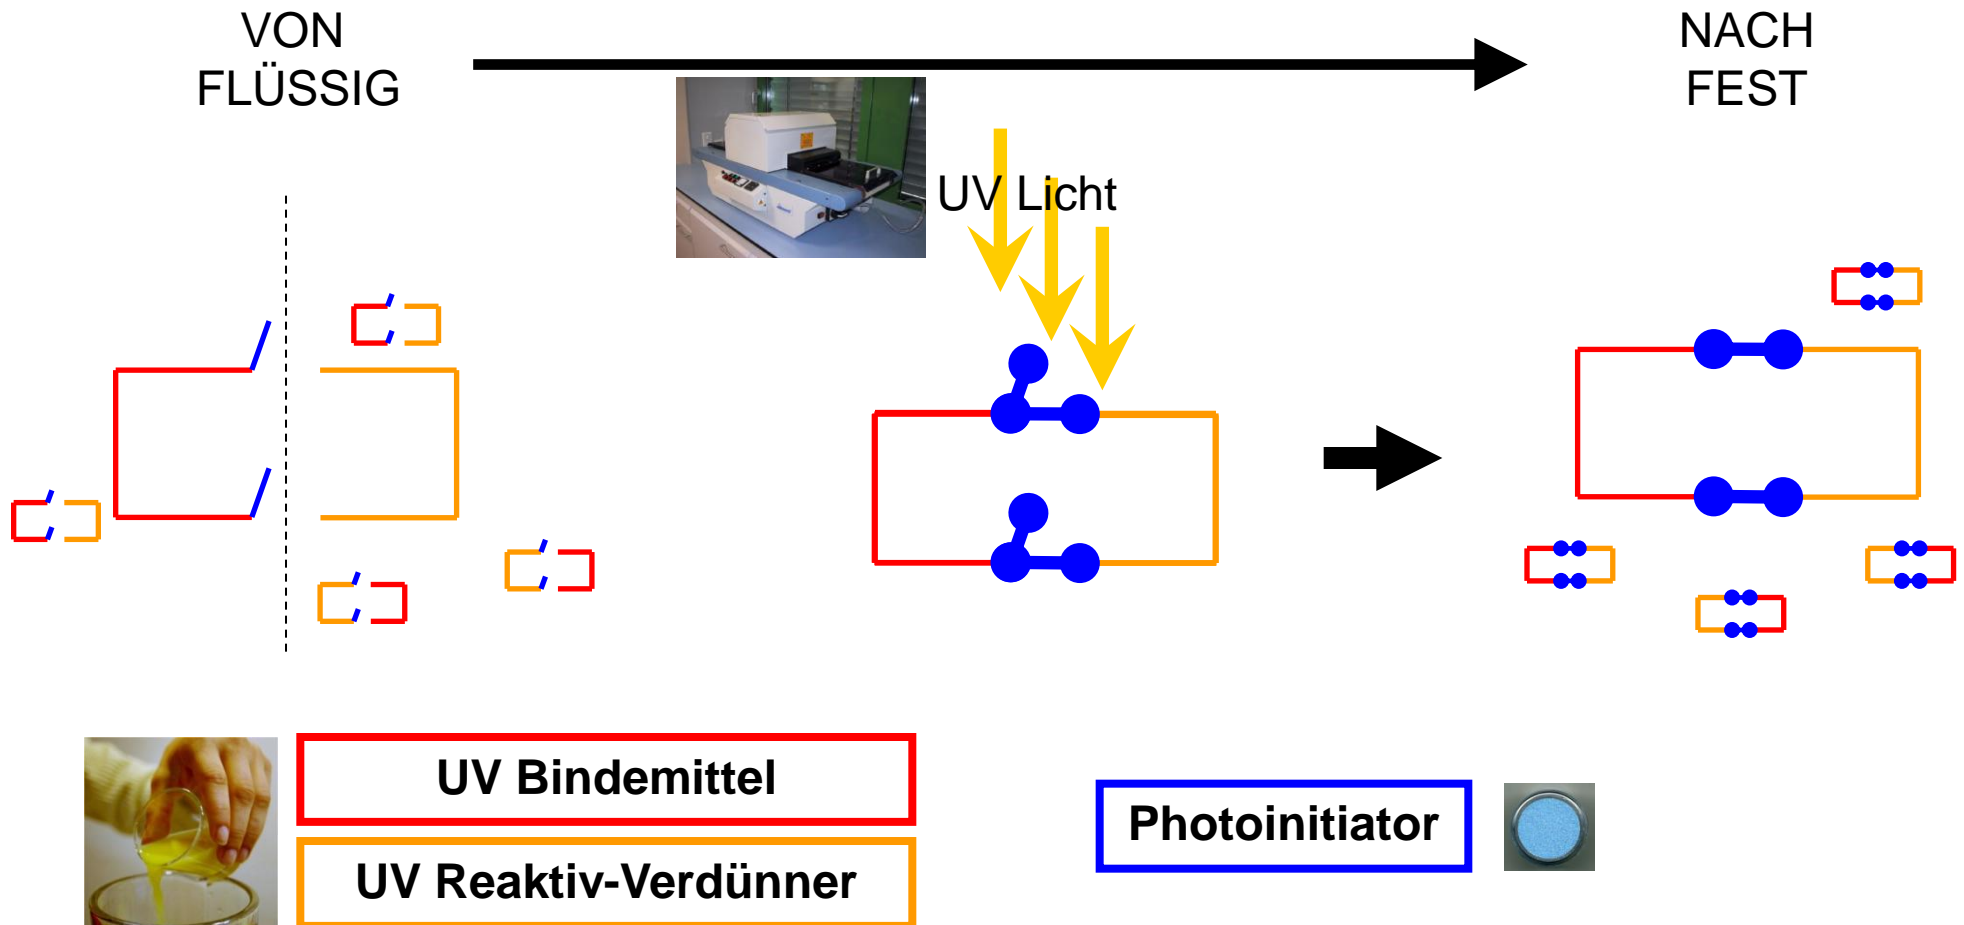 VON
FLÜSSIG
NACH
FEST
UV Licht
UV Bindemittel
UV Reaktiv-Verdünner
Photoinitiator